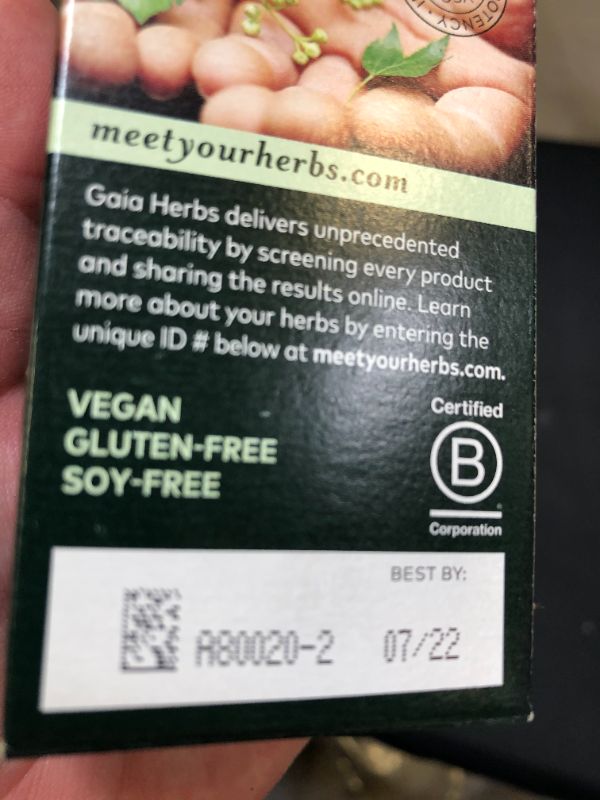 POTENCY
meetyourherbs.com
Gaia Herbs delivers unprecedented
traceability by screening every product
and sharing the results online. Learn
more about your herbs by entering the
unique ID # below at meetyourherbs.com.
VEGAN
GLUTEN-FREE
SOY-FREE
Certified
B
®
Corporation
BEST BY:
A80020-2 07/22